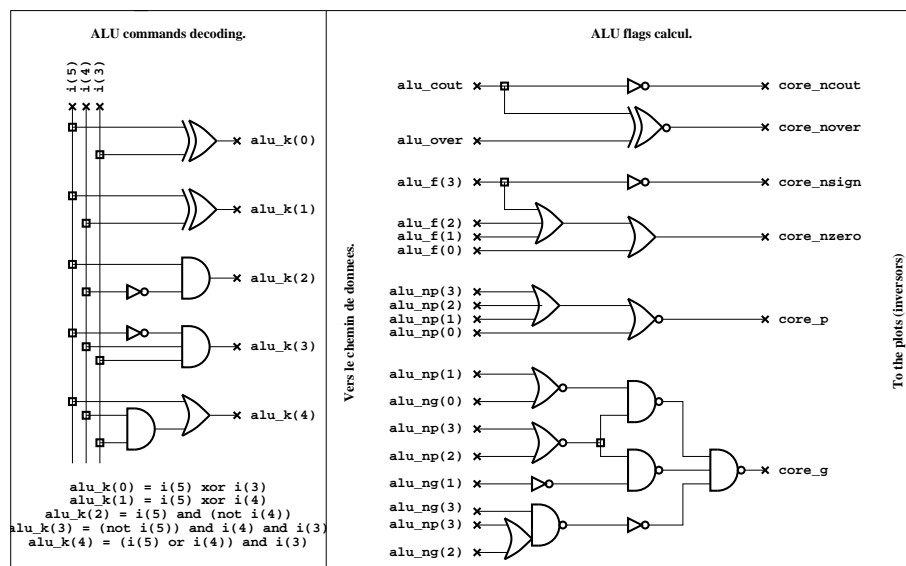 ALU commands decoding.
i(5)
i(4)
i(3)
alu_k(0)
alu_k(1)
alu_k(2)
alu_k(3)
alu_k(4)
alu_k(0) = i(5) xor i(3)
alu_k(1) = i(5) xor i(4)
alu_k(2) = i(5) and (not i(4))
alu_k(3) = (not i(5)) and i(4) and i(3)
alu_k(4) = (i(5) or i(4)) and i(3)
Vers le chemin de donnees.
ALU flags calcul.
alu_cout
core_ncout
core_nover
alu_over
alu_f(3)
core_nsign
alu_f(2)
alu_f(1)
core_nzero
alu_f(0)
alu_np(3)
alu_np(2)
alu_np(1)
core_p
alu_np(0)
alu_np(1)
alu_ng(0)
alu_np(3)
alu_np(2)
core_g
alu_ng(1)
alu_ng(3)
alu_np(3)
alu_ng(2)
To the plots (inversors)